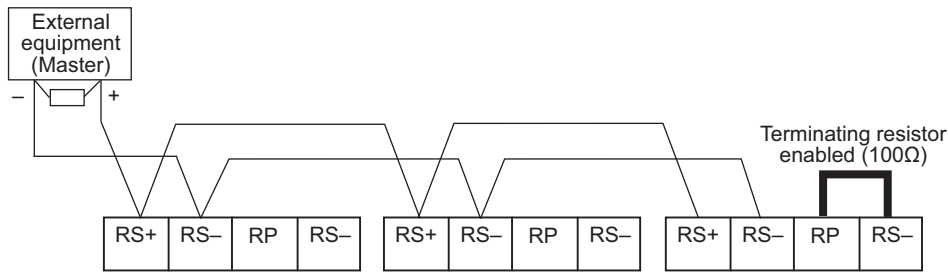 External
equipment
(Master)
– +
Terminating resistor
enabled (100Ω)
RS+ RS– RP RS– RS+ RS– RP RS– RS+ RS– RP RS–